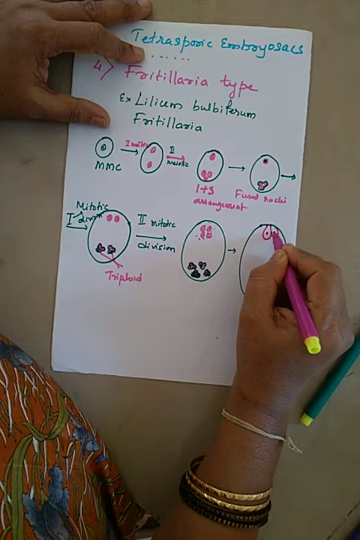 Tetrasporic Embryosacs
4) Fritillaria type
Ex Lilium bulbiferum
Fritillaria
MMC
I meiotic
II
meiotic
1+3
arrangement
Fused nuclei
Mitotic
I division
II mitotic
division
Triploid